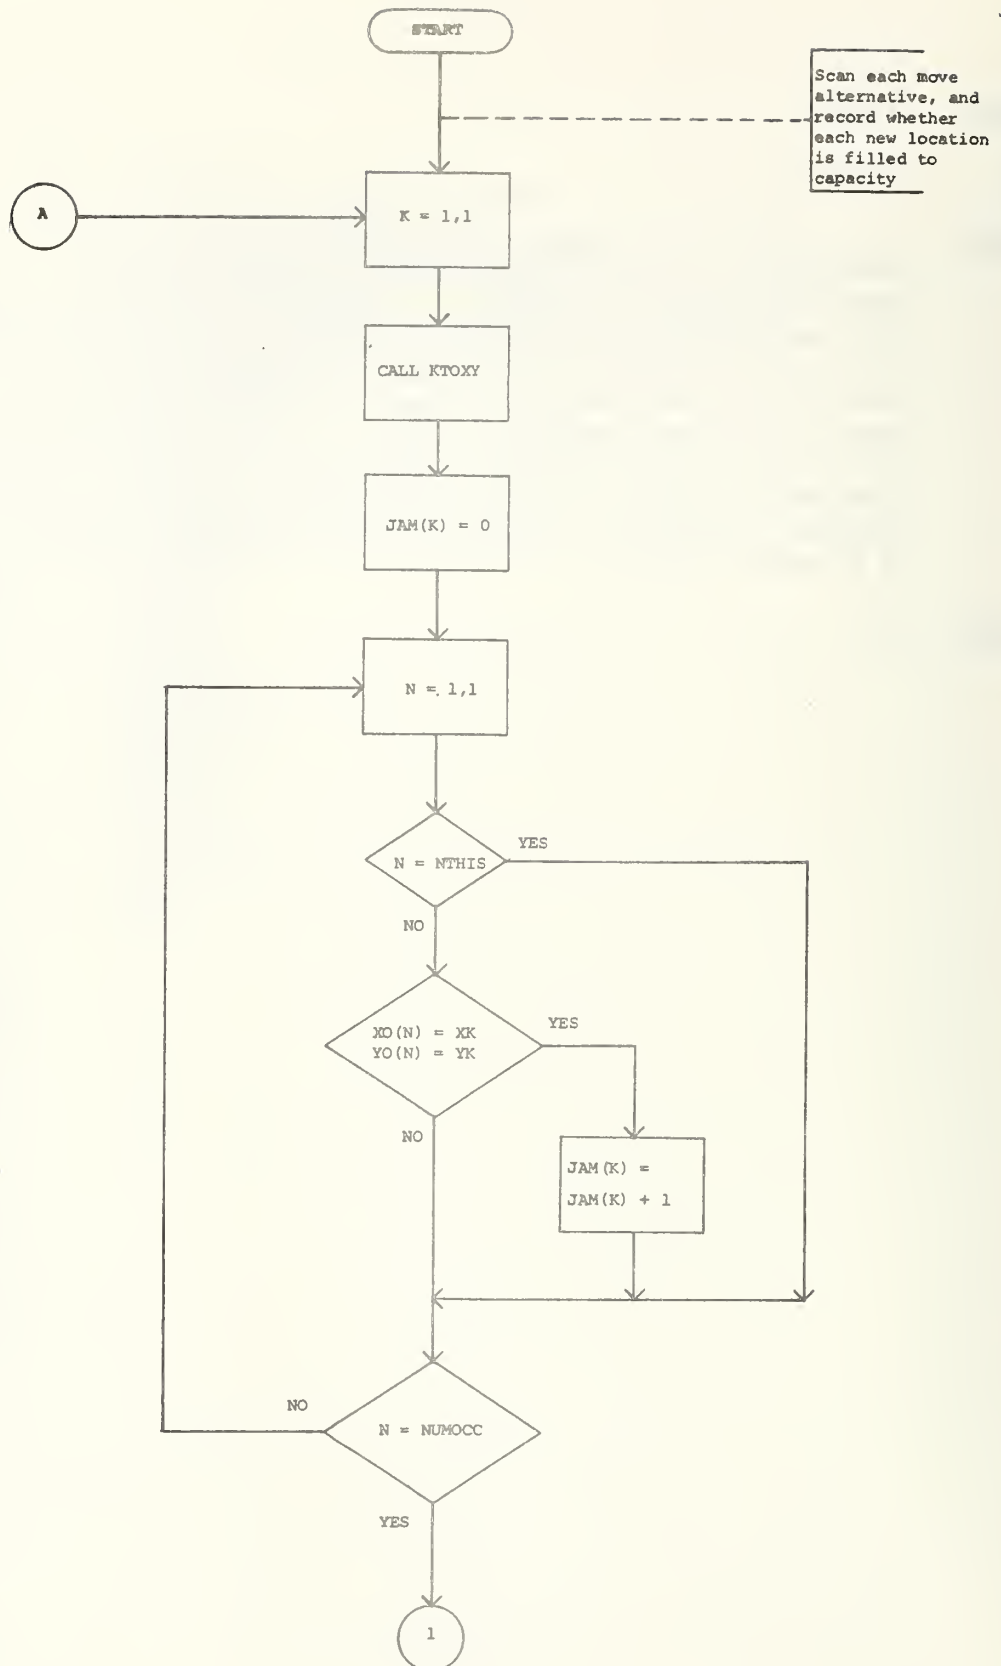 START
Scan each move
alternative, and
record whether
each new location
is filled to
capacity
A
K = 1,1
CALL KTOXY
JAM(K) = 0
N = 1,1
N = NTHIS
YES
NO
XO(N) = XK
YO(N) = YK
YES
NO
JAM(K) =
JAM(K) + 1
N = NUMOCC
NO
YES
1